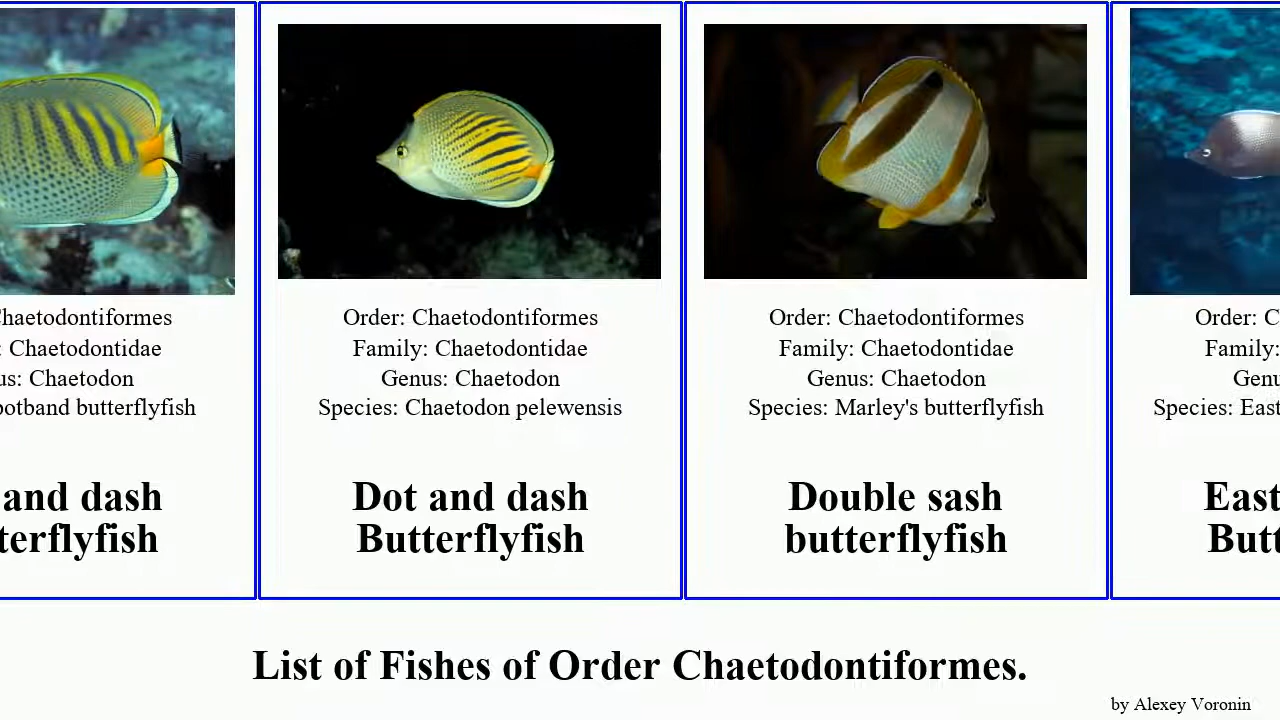 haetodontiformes
: Chaetodontidae
us: Chaetodon
potband butterflyfish
and dash
terflyfish
Order: Chaetodontiformes
Family: Chaetodontidae
Genus: Chaetodon
Species: Chaetodon pelewensis
Dot and dash
Butterflyfish
Order: Chaetodontiformes
Family: Chaetodontidae
Genus: Chaetodon
Species: Marley's butterflyfish
Double sash
butterflyfish
Order: C
Family:
Genu
Species: East
East
Butt
List of Fishes of Order Chaetodontiformes.
by Alexey Voronin